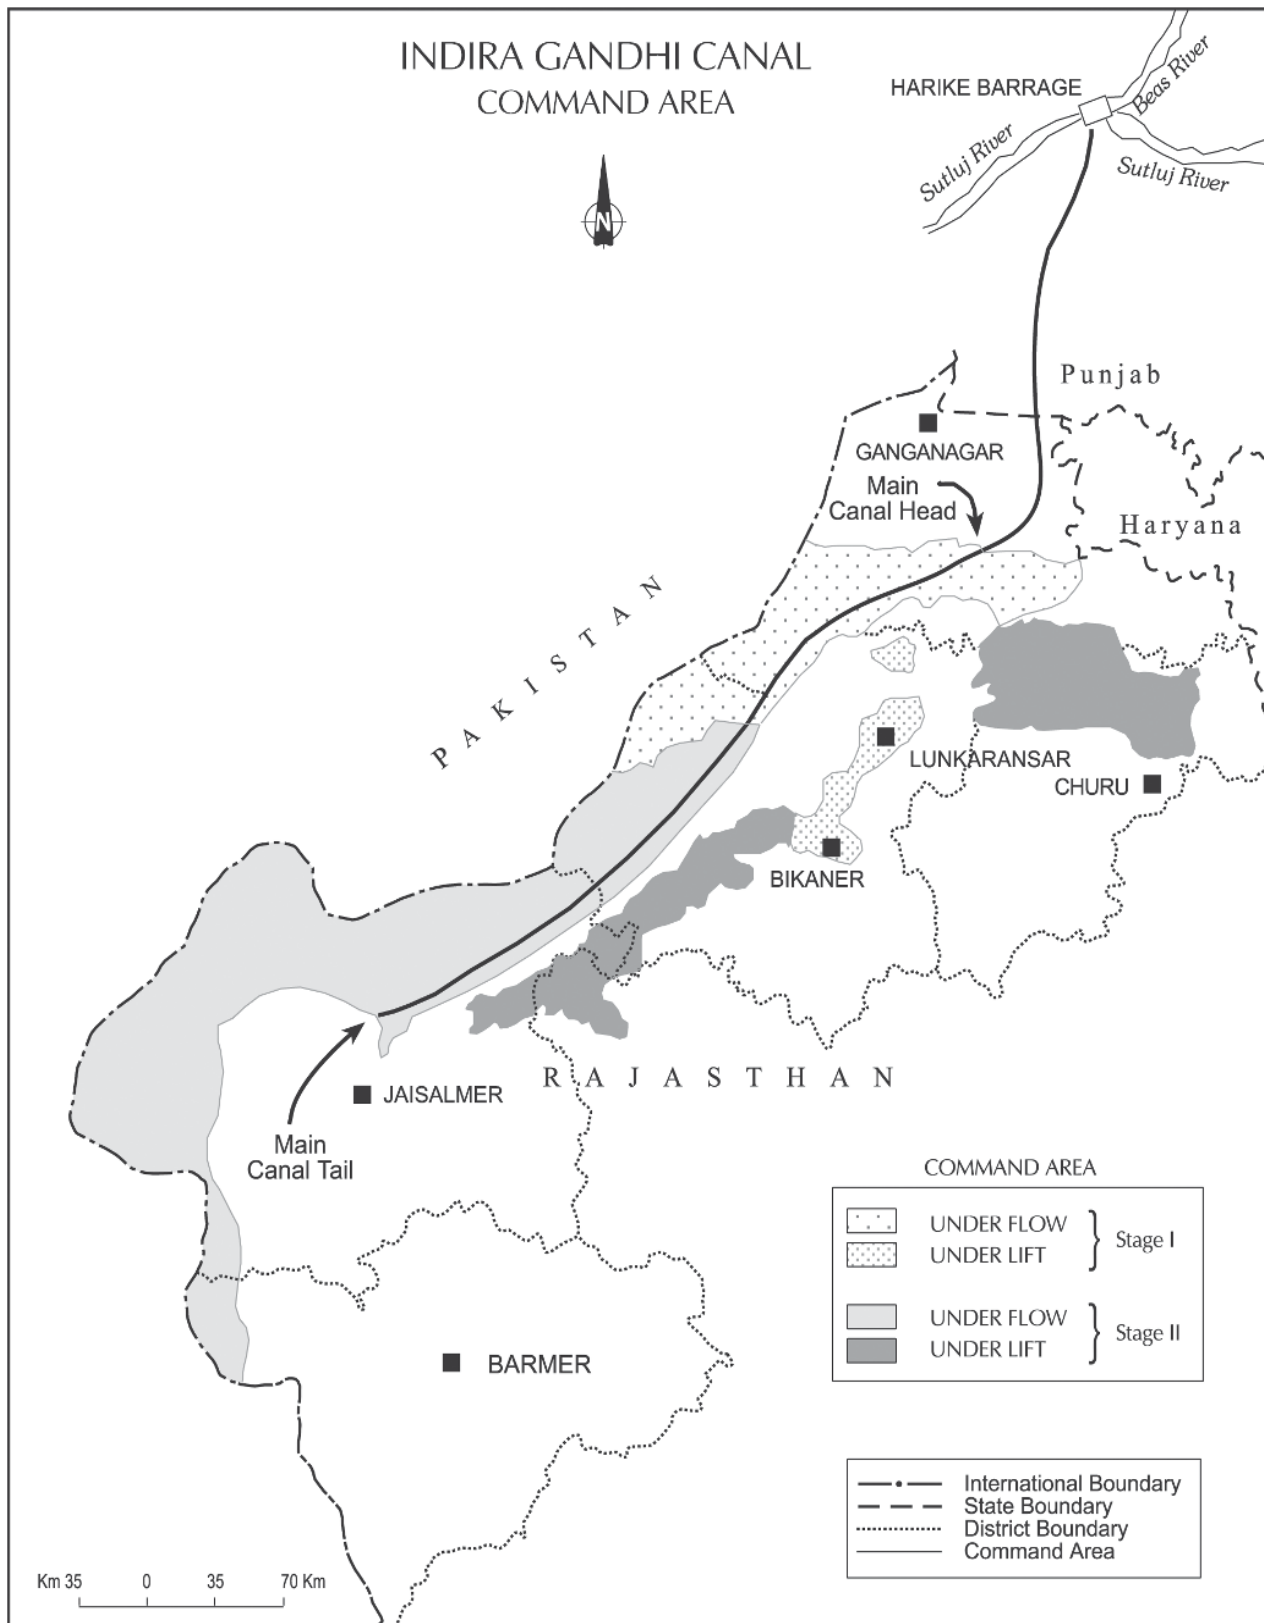 INDIRA GANDHI CANAL
COMMAND AREA
HARIKE BARRAGE
Beas River
Sutluj River
Sutluj River
N
Punjab
GANGANAGAR
Main
Canal Head
Haryana
PAKISTAN
LUNKARANSAR
CHURU
BIKANER
RAJASTHAN
JAISALMER
Main
Canal Tail
BARMER
COMMAND AREA
UNDER FLOW
UNDER LIFT
Stage I
UNDER FLOW
UNDER LIFT
Stage II
International Boundary
State Boundary
District Boundary
Command Area
Km 35 0 35 70 Km